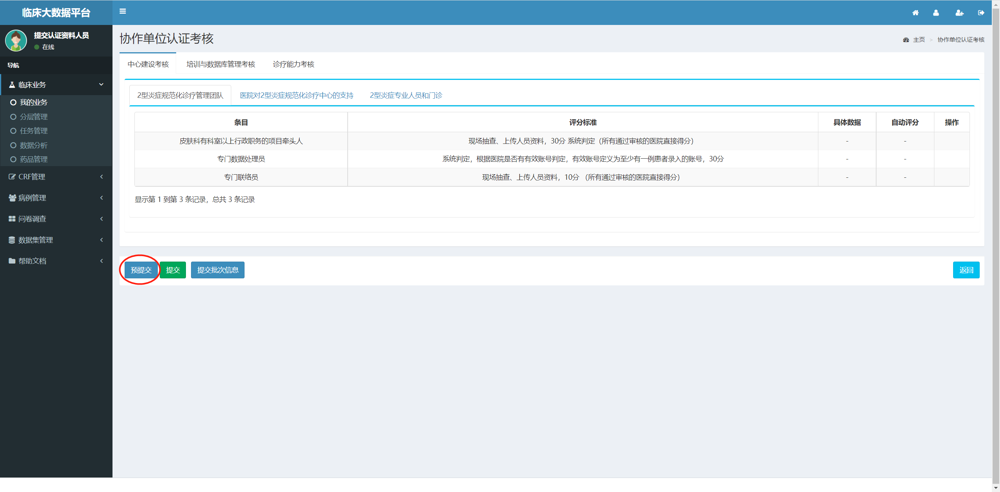 临床大数据平台
提交认证资料人员
在线
导航
临床业务
我的业务
分层管理
任务管理
数据分析
药品管理
CRF管理
病例管理
问卷调查
数据集管理
帮助文档
协作单位认证考核
主页 > 协作单位认证考核
中心建设考核 培训与数据库管理考核 诊疗能力考核
2型炎症规范化诊疗管理团队 医院对2型炎症规范化诊疗中心的支持 2型炎症专业人员和门诊
条目 评分标准 具体数据 自动评分 操作
皮肤科有科室以上行政职务的项目牵头人 现场抽查、上传人员资料，30分 系统判定（所有通过审核的医院直接得分） - -
专门数据处理员 系统判定，根据医院是否有有效账号判定，有效账号定义为至少有一例患者录入的账号，30分 - -
专门联络员 现场抽查、上传人员资料，10分 （所有通过审核的医院直接得分） - -
显示第 1 到第 3 条记录，总共 3 条记录
预提交 提交 提交批次信息 返回